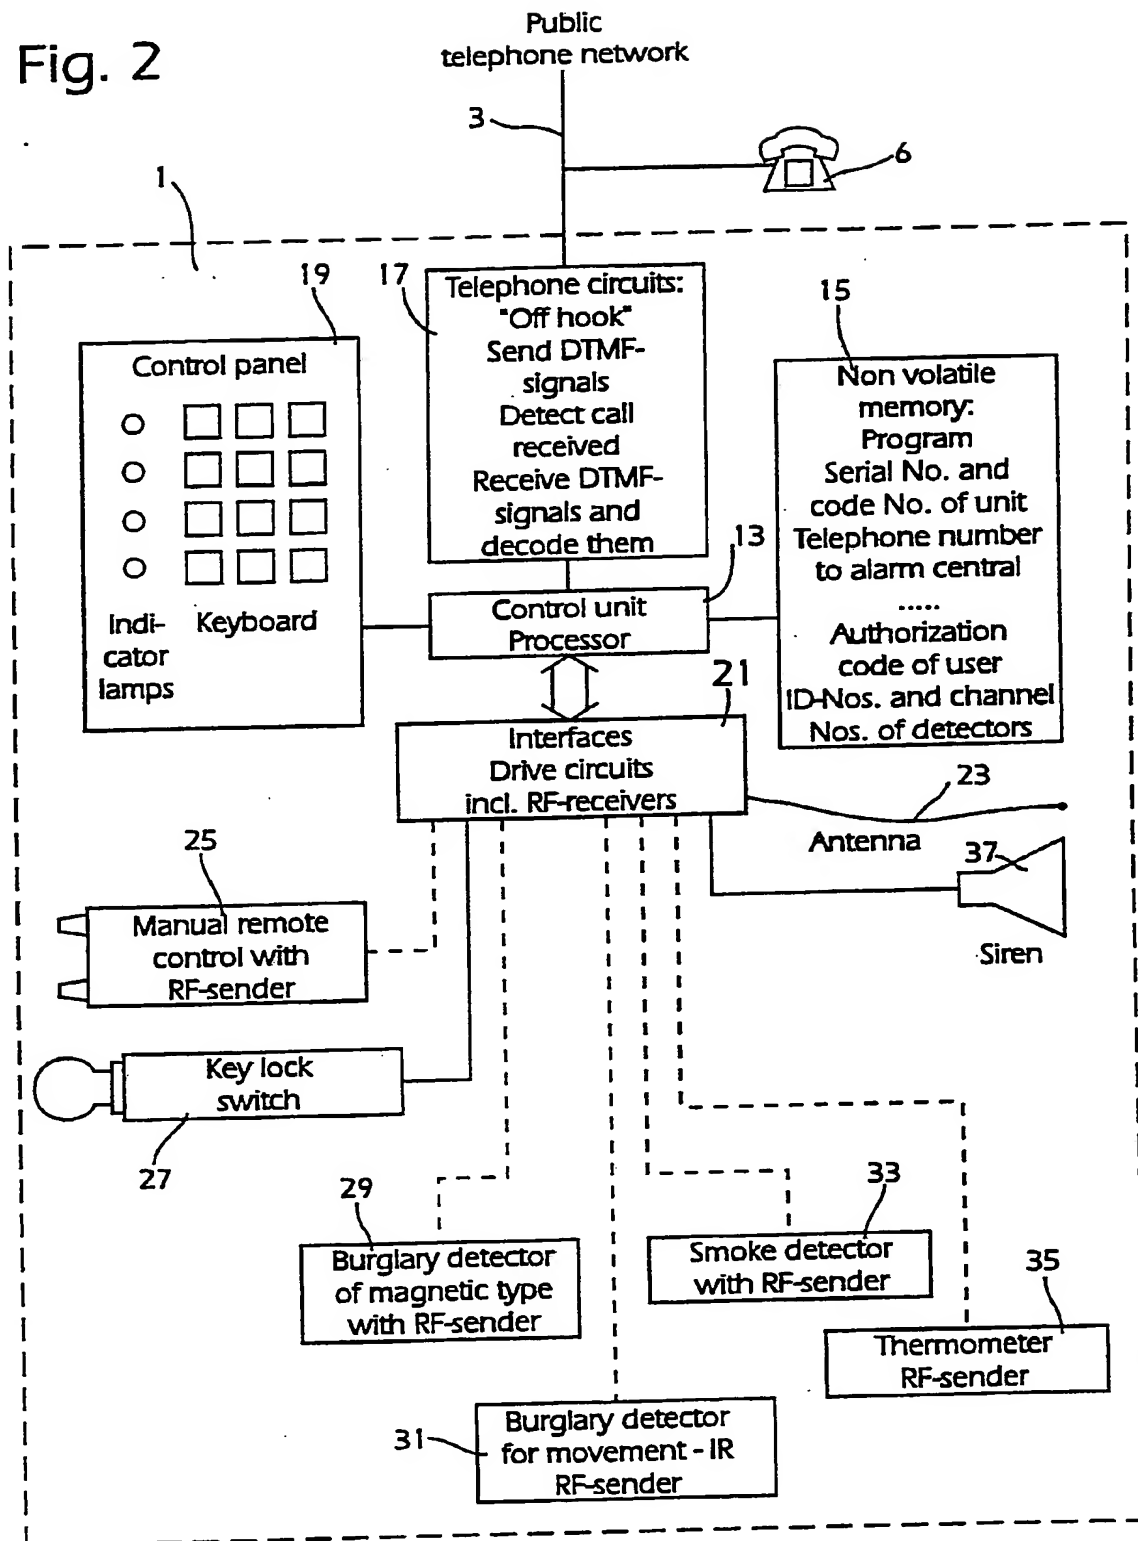 Fig. 2
Public
telephone network
3
6
1
19
Control panel
Indi-
cator
lamps
Keyboard
17
Telephone circuits:
"Off hook"
Send DTMF-
signals
Detect call
received
Receive DTMF-
signals and
decode them
15
Non volatile
memory:
Program
Serial No. and
code No. of unit
Telephone number
to alarm central
.....
Authorization
code of user
ID-Nos. and channel
Nos. of detectors
13
Control unit
Processor
21
Interfaces
Drive circuits
incl. RF-receivers
23
Antenna
37
Siren
25
Manual remote
control with
RF-sender
Key lock
switch
27
29
Burglary detector
of magnetic type
with RF-sender
33
Smoke detector
with RF-sender
35
Thermometer
RF-sender
31
Burglary detector
for movement - IR
RF-sender